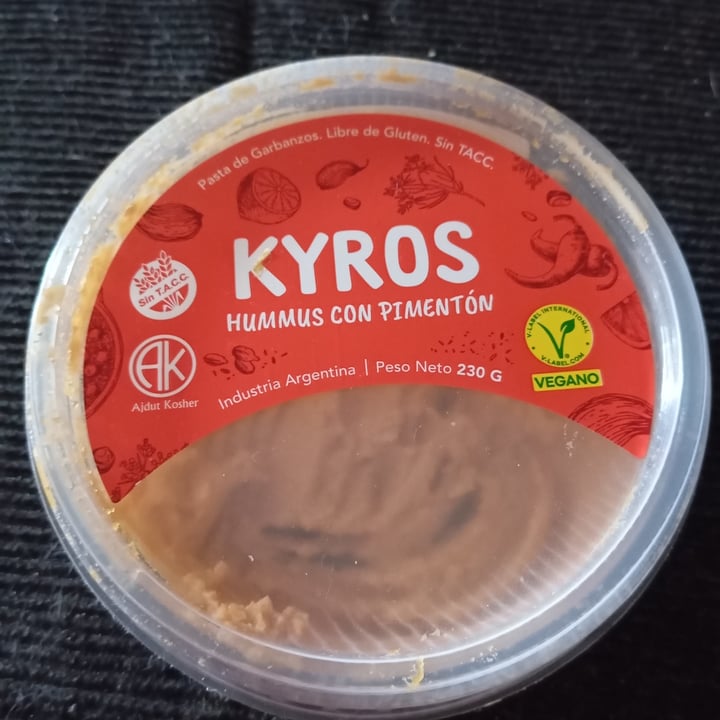 Pasta de Garbanzos. Libre de Gluten. Sin TACC.
KYROS
HUMMUS CON PIMENTÓN
Sin T.A.C.C.
AK
Ajdut Kosher
Industria Argentina | Peso Neto 230 G
V-LABEL INTERNATIONAL
V-LABEL.COM
VEGANO